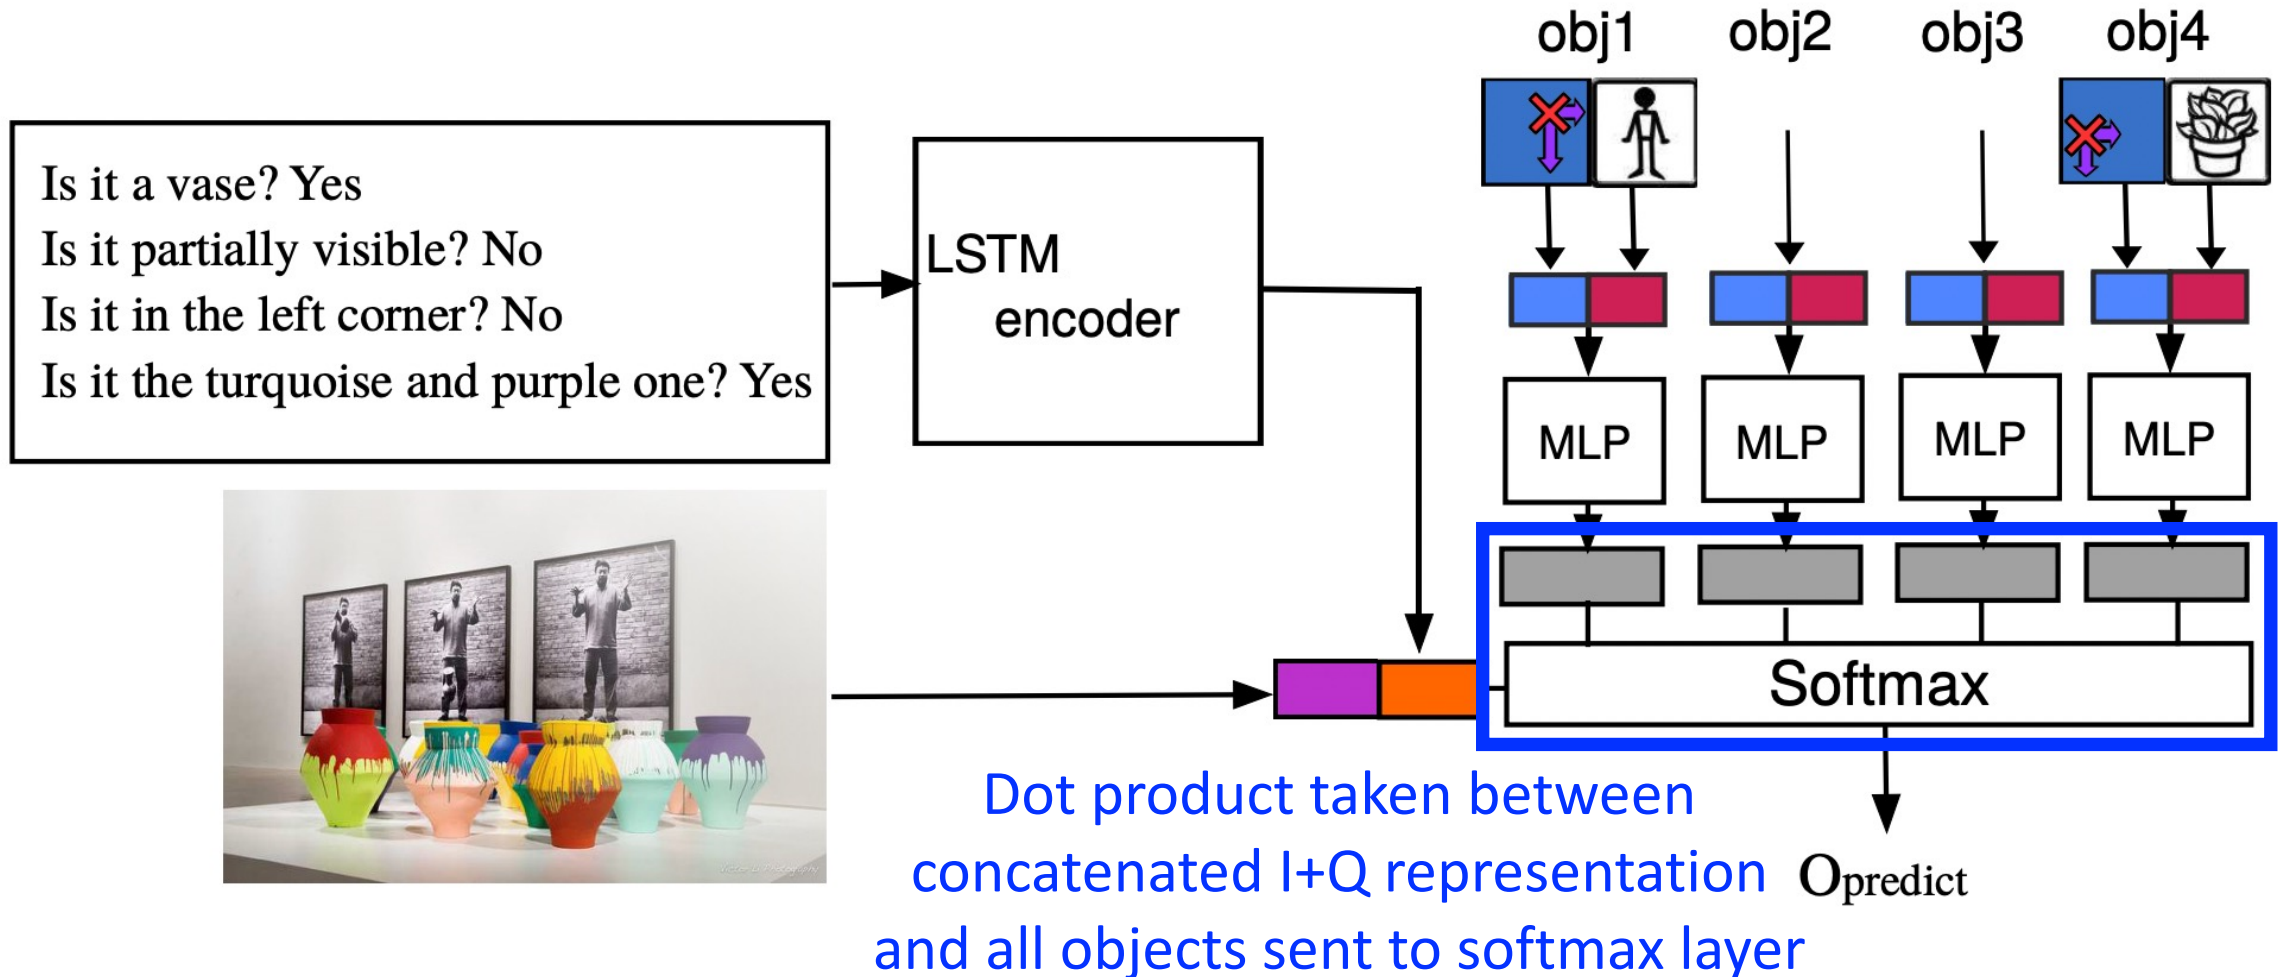 obj1 obj2 obj3 obj4
Is it a vase? Yes
Is it partially visible? No
Is it in the left corner? No
Is it the turquoise and purple one? Yes
LSTM
encoder
MLP MLP MLP MLP
Softmax
Dot product taken between
concatenated I+Q representation
and all objects sent to softmax layer
Opredict